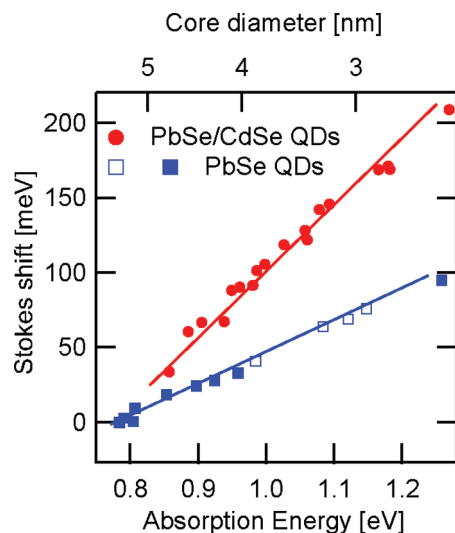 Core diameter [nm]
5 4 3
200
150
100
50
0
Stokes shift [meV]
PbSe/CdSe QDs
PbSe QDs
0.8 0.9 1.0 1.1 1.2
Absorption Energy [eV]